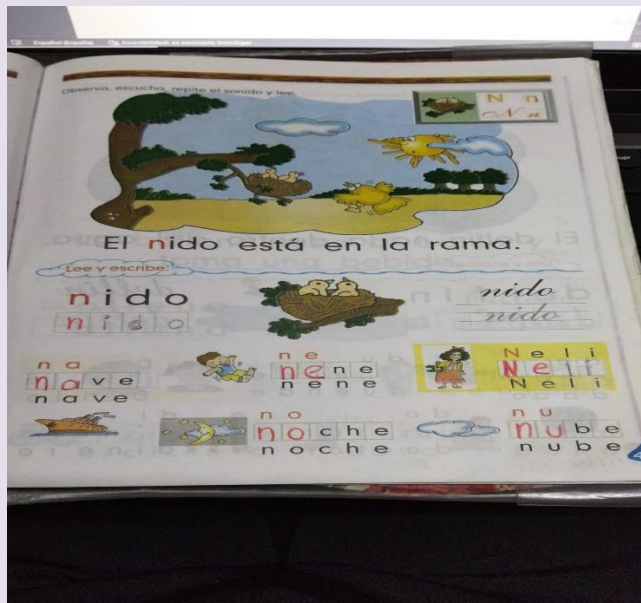 Observa, escucha, repite el sonido y lee.
N n
N n
El nido está en la rama.
Lee y escribe:
nido
nido
nido
nido
na
nave
nave
ne
nene
nene
Neli
Neli
Neli
no
noche
noche
nu
nube
nube